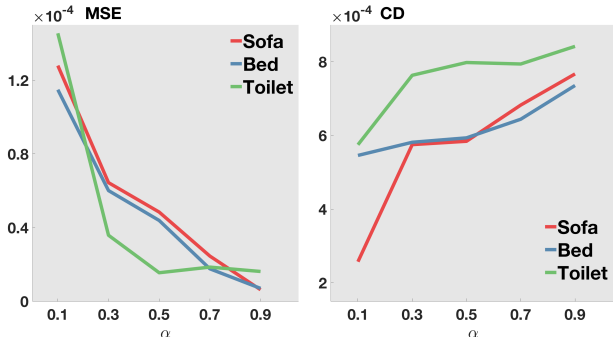 ×10⁻⁴ MSE
Sofa
Bed
Toilet
1.2
0.8
0.4
0
0.1 0.3 0.5 0.7 0.9
α
×10⁻⁴ CD
8
6
4
2
Sofa
Bed
Toilet
0.1 0.3 0.5 0.7 0.9
α